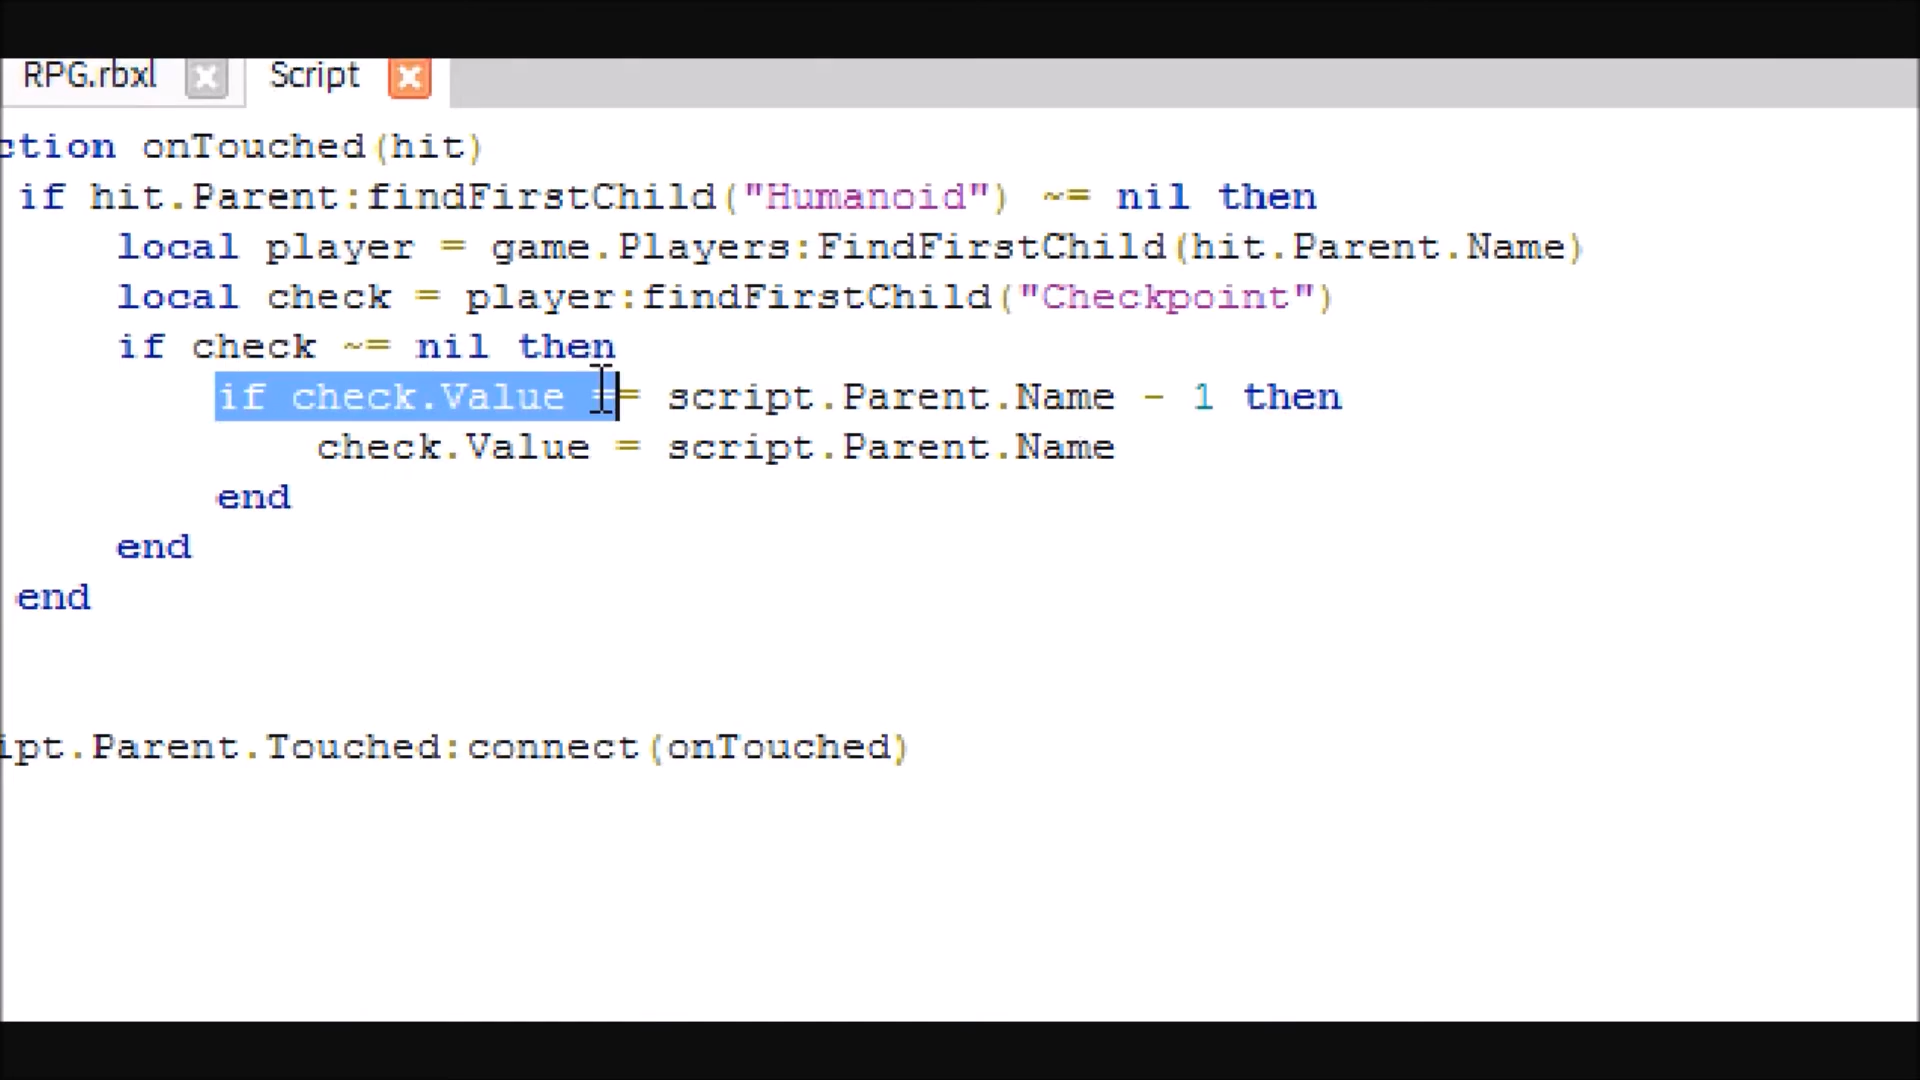 RPG.rbxl Script
ction onTouched(hit)
if hit.Parent:findFirstChild("Humanoid") ~= nil then
local player = game.Players:FindFirstChild(hit.Parent.Name)
local check = player:findFirstChild("Checkpoint")
if check ~= nil then
if check.Value == script.Parent.Name - 1 then
check.Value = script.Parent.Name
end
end
end
ipt.Parent.Touched:connect(onTouched)